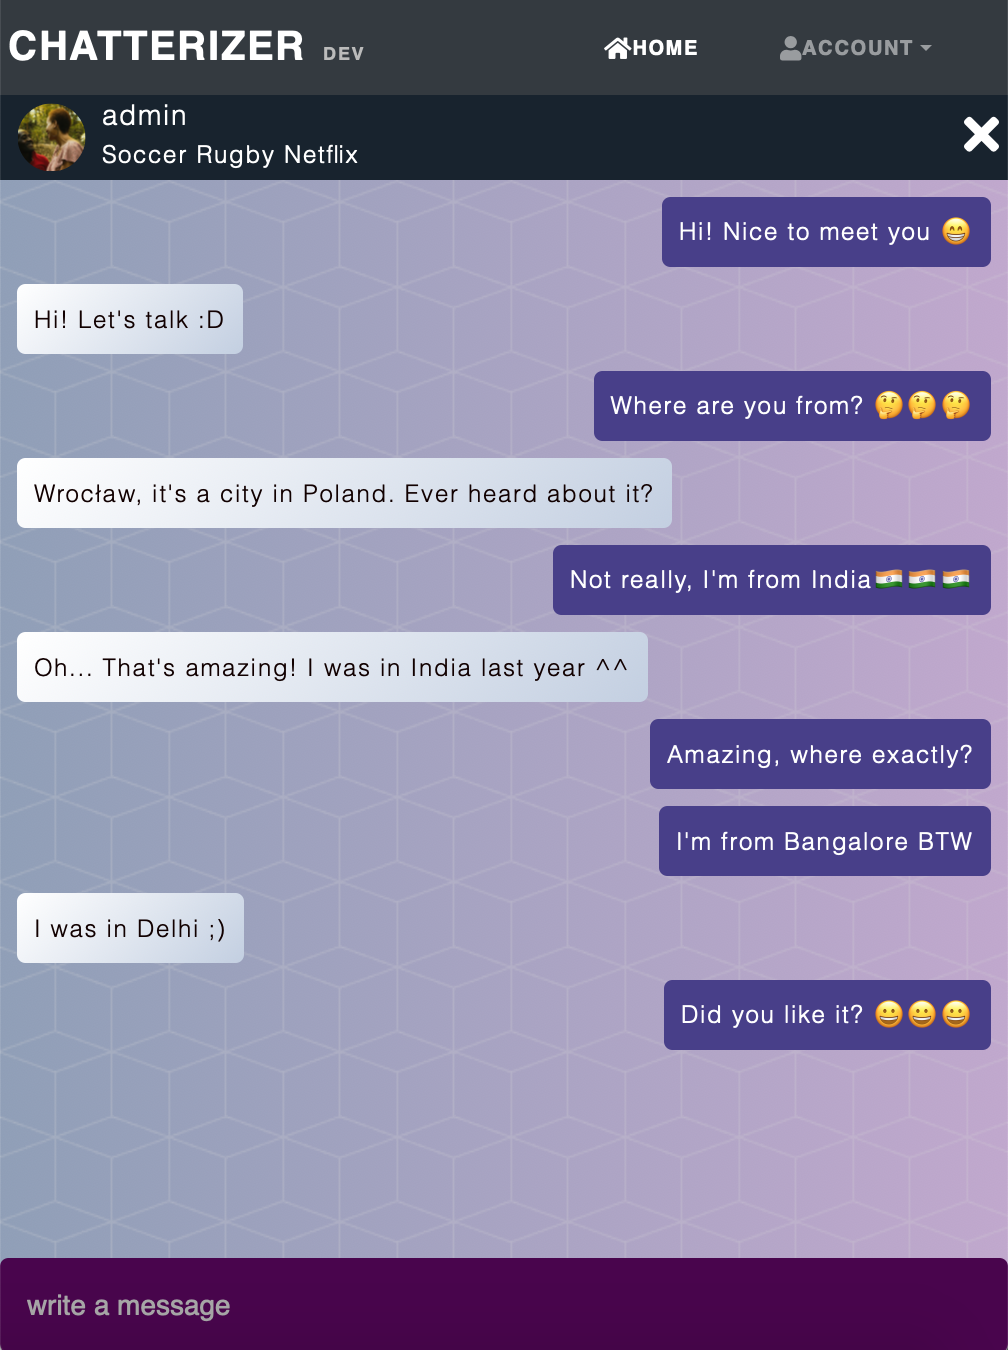 CHATTERIZER DEV HOME ACCOUNT
admin
Soccer Rugby Netflix
Hi! Nice to meet you 😁
Hi! Let's talk :D
Where are you from? 🤔🤔🤔
Wrocław, it's a city in Poland. Ever heard about it?
Not really, I'm from India🇮🇳🇮🇳🇮🇳
Oh... That's amazing! I was in India last year ^^
Amazing, where exactly?
I'm from Bangalore BTW
I was in Delhi ;)
Did you like it? 😀😀😀
write a message